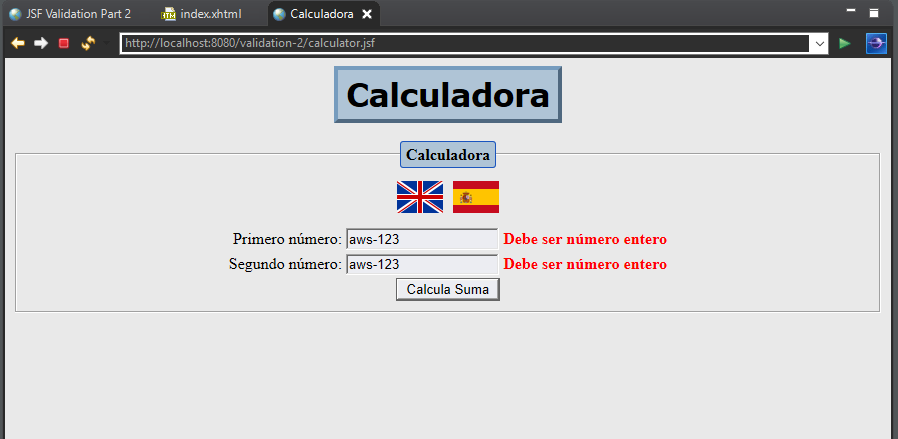 JSF Validation Part 2 index.xhtml Calculadora
http://localhost:8080/validation-2/calculator.jsf
Calculadora
Calculadora
Primero número: aws-123 Debe ser número entero
Segundo número: aws-123 Debe ser número entero
Calcula Suma